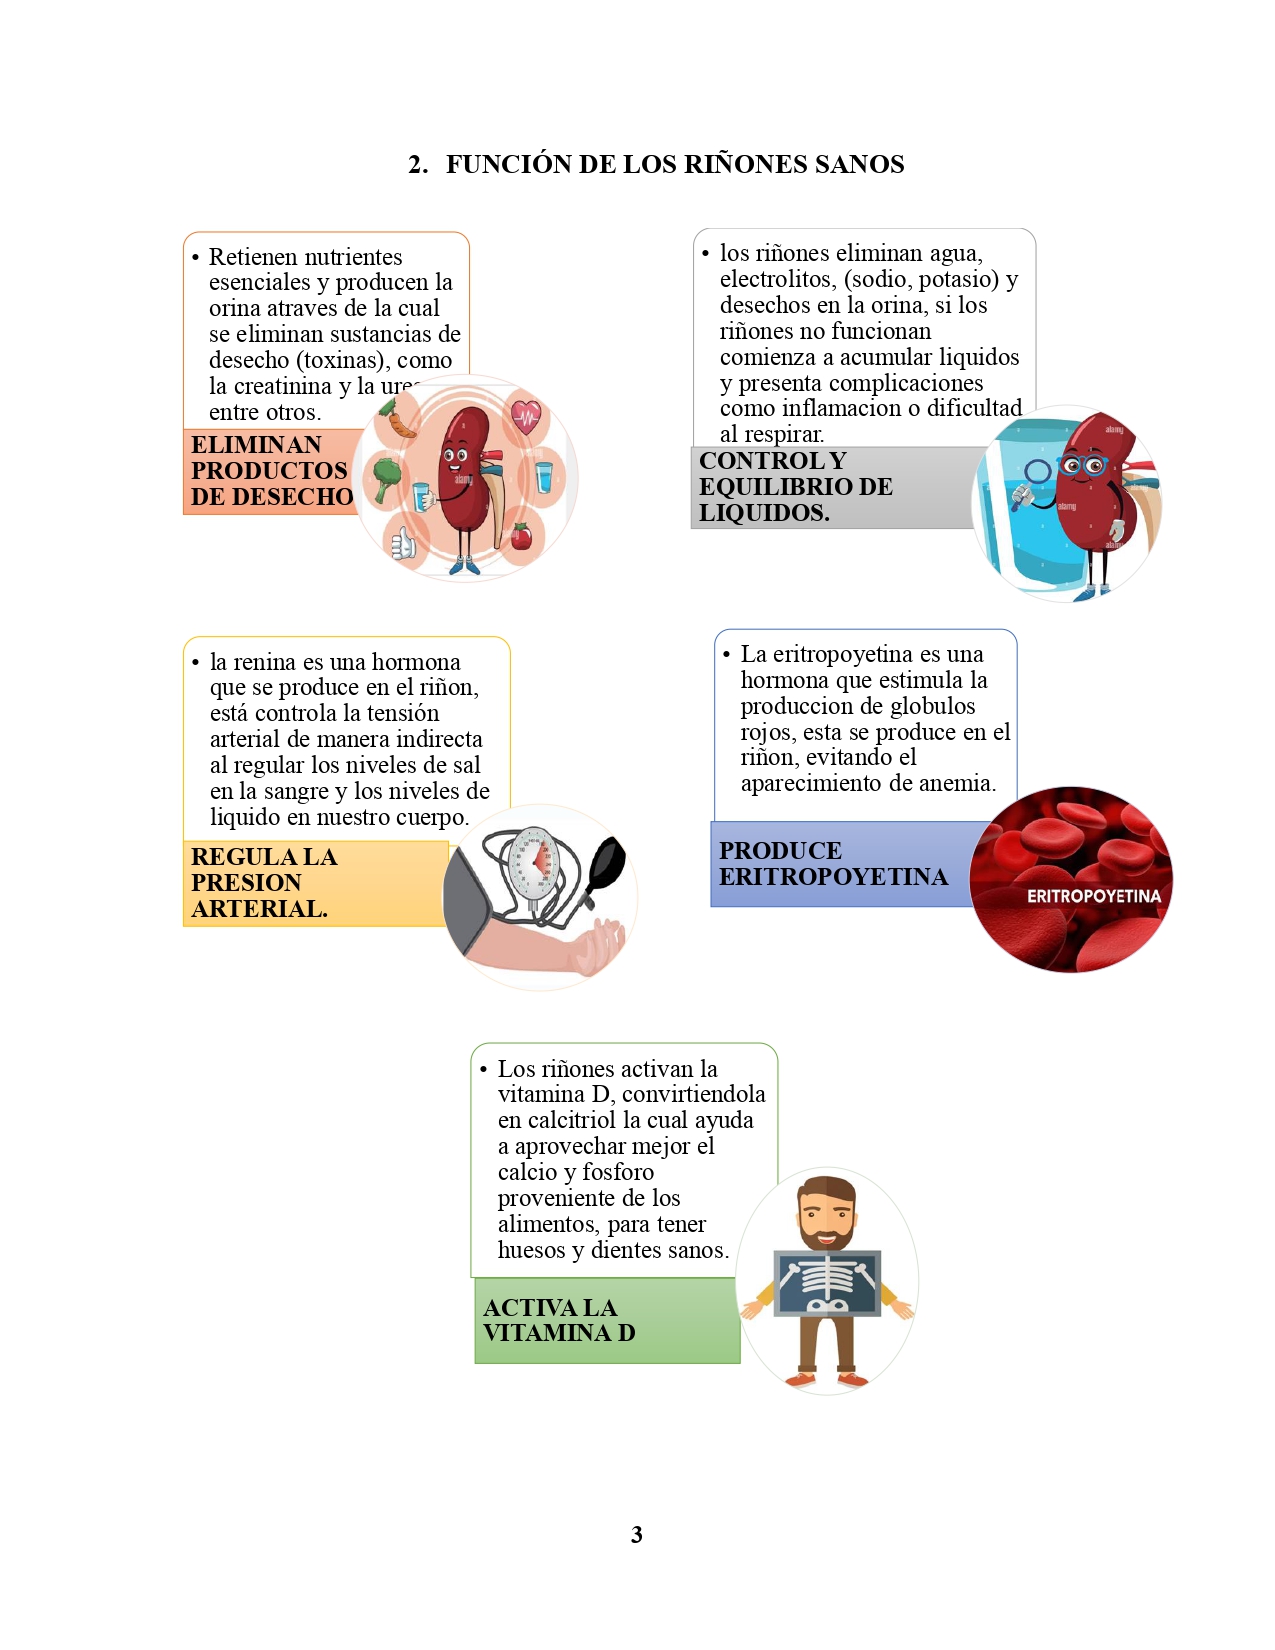 2. FUNCIÓN DE LOS RIÑONES SANOS
• Retienen nutrientes
esenciales y producen la
orina atraves de la cual
se eliminan sustancias de
desecho (toxinas), como
la creatinina y la
entre otros.
ELIMINAN
PRODUCTOS
DE DESECHO
alamy
• los riñones eliminan agua,
electrolitos, (sodio, potasio) y
desechos en la orina, si los
riñones no funcionan
comienza a acumular liquidos
y presenta complicaciones
como inflamacion o dificultad
al respirar.
CONTROL Y
EQUILIBRIO DE
LIQUIDOS.
alamy
alamy
alamy
• la renina es una hormona
que se produce en el riñon,
está controla la tensión
arterial de manera indirecta
al regular los niveles de sal
en la sangre y los niveles de
liquido en nuestro cuerpo.
REGULA LA
PRESION
ARTERIAL.
• La eritropoyetina es una
hormona que estimula la
produccion de globulos
rojos, esta se produce en el
riñon, evitando el
aparecimiento de anemia.
PRODUCE
ERITROPOYETINA
ERITROPOYETINA
• Los riñones activan la
vitamina D, convirtiendola
en calcitriol la cual ayuda
a aprovechar mejor el
calcio y fosforo
proveniente de los
alimentos, para tener
huesos y dientes sanos.
ACTIVA LA
VITAMINA D
3